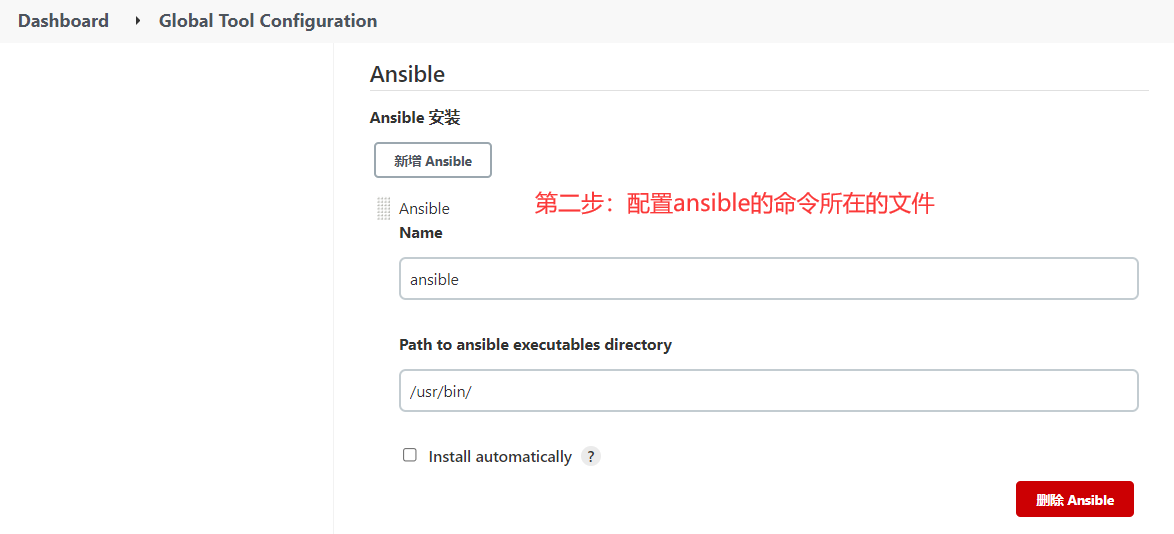 Dashboard
Global Tool Configuration
Ansible
Ansible 安装
新增 Ansible
Ansible
第二步：配置ansible的命令所在的文件
Name
ansible
Path to ansible executables directory
/usr/bin/
Install automatically ?
删除 Ansible